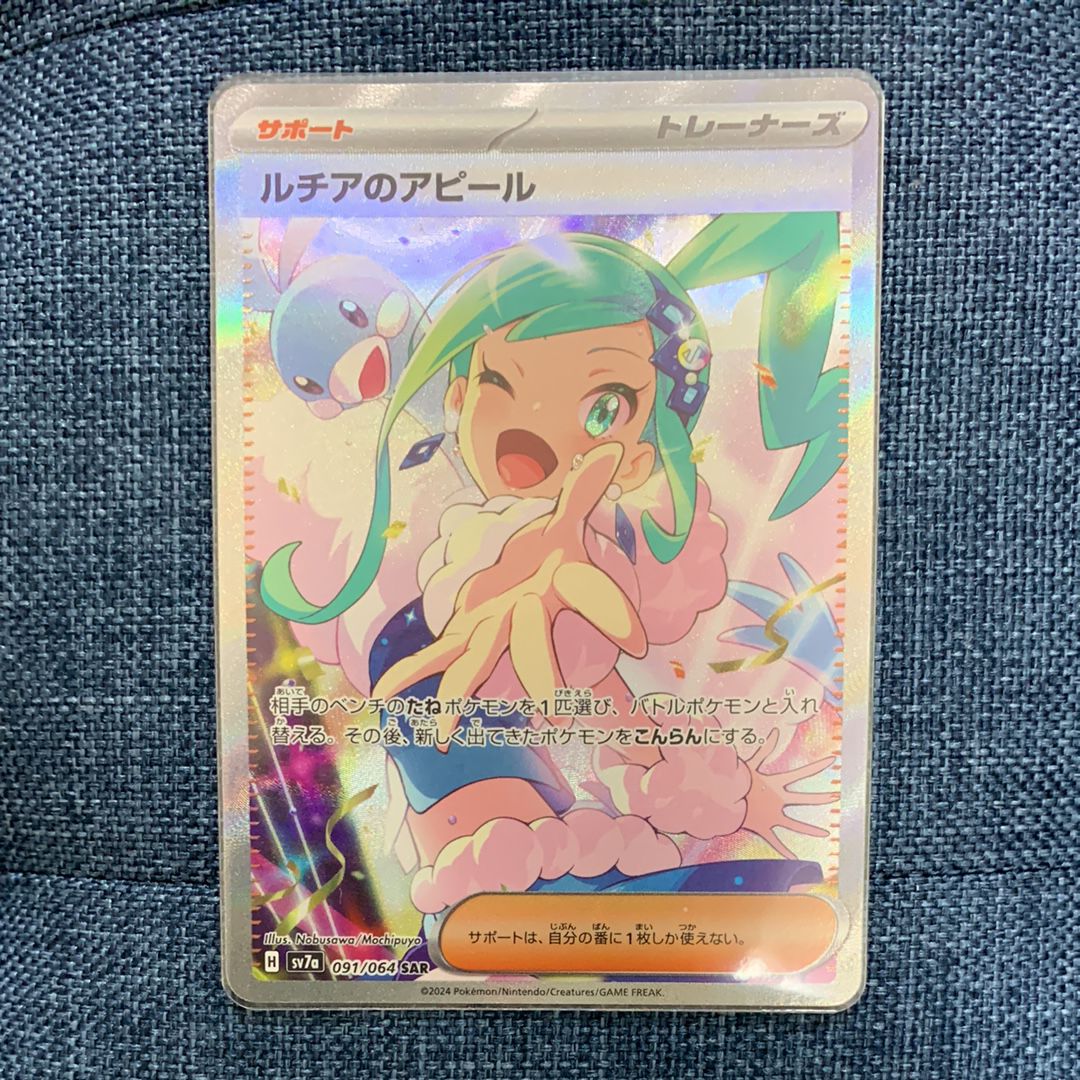 サポート トレーナーズ
ルチアのアピール
相手のベンチのたねポケモンを1匹選び、バトルポケモンと入れ
替える。その後、新しく出てきたポケモンをこんらんにする。
サポートは、自分の番に1枚しか使えない。
Illus. Nobusawa/Mochipuyo
H sv7a 091/064 SAR
©2024 Pokémon/Nintendo/Creatures/GAME FREAK.